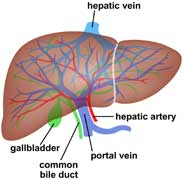 hepatic vein
hepatic artery
gallbladder
portal vein
common
bile duct